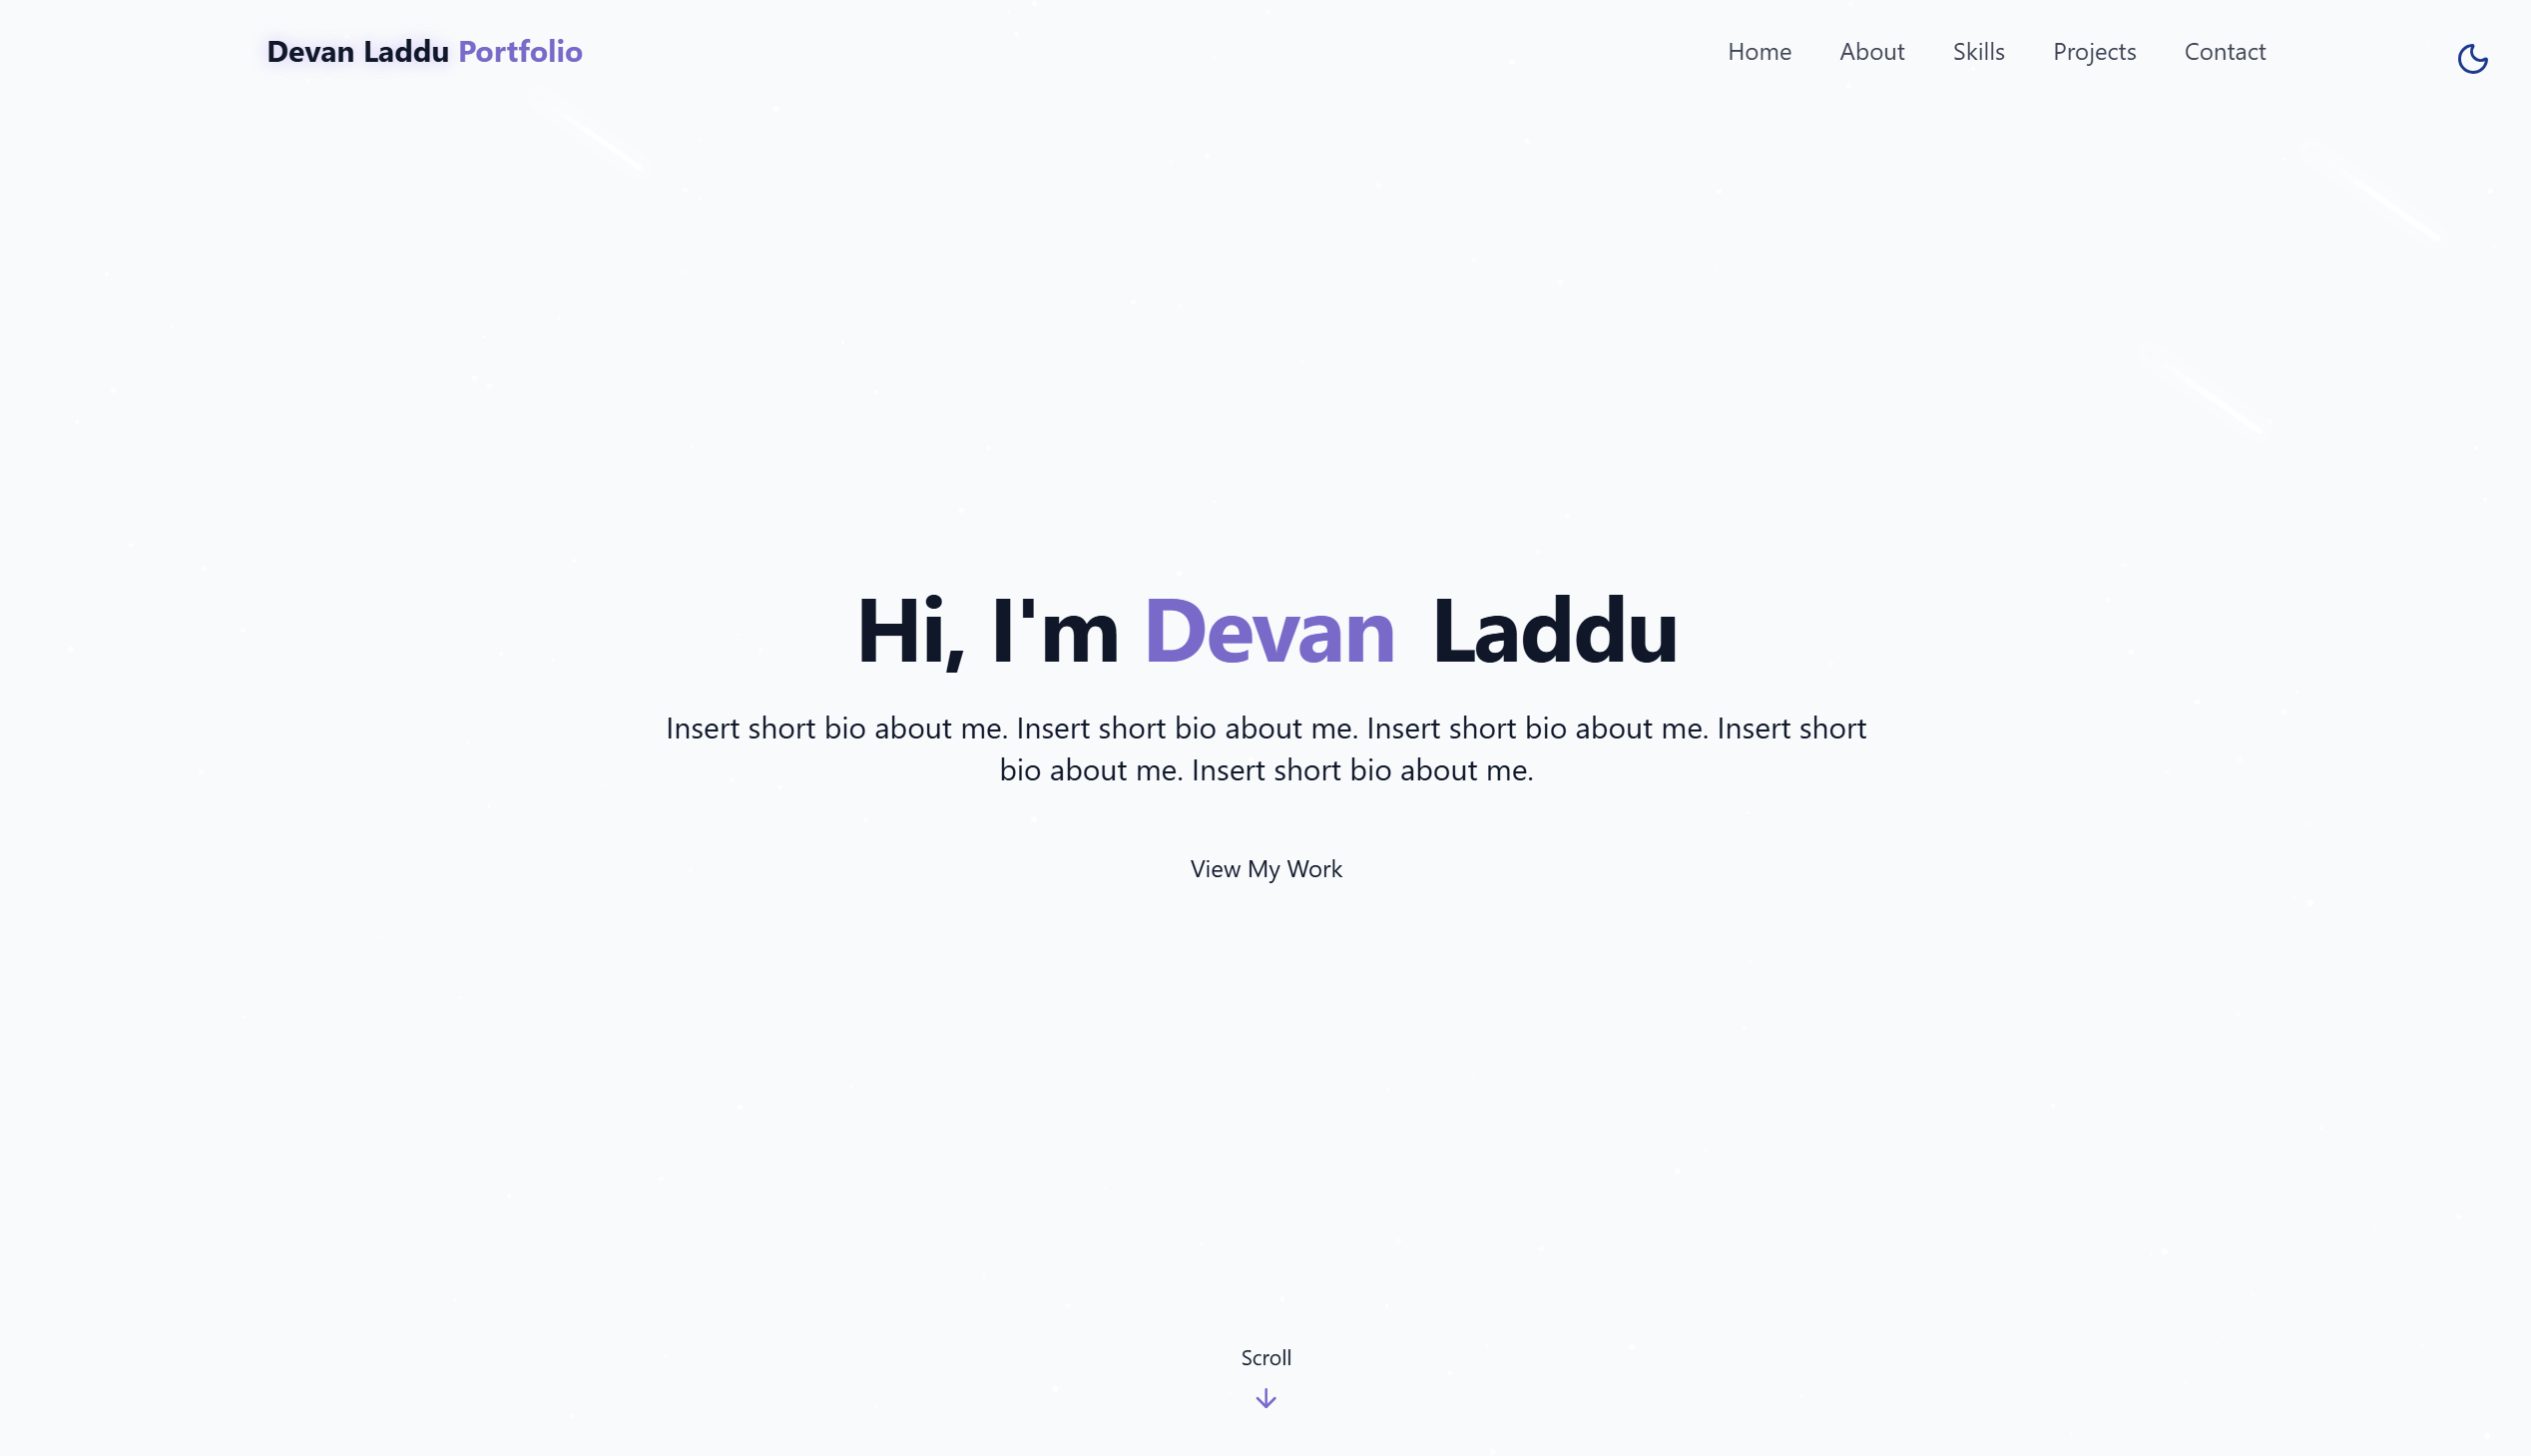 Devan Laddu Portfolio
Home About Skills Projects Contact
Hi, I'm Devan Laddu
Insert short bio about me. Insert short bio about me. Insert short bio about me. Insert short
bio about me. Insert short bio about me.
View My Work
Scroll